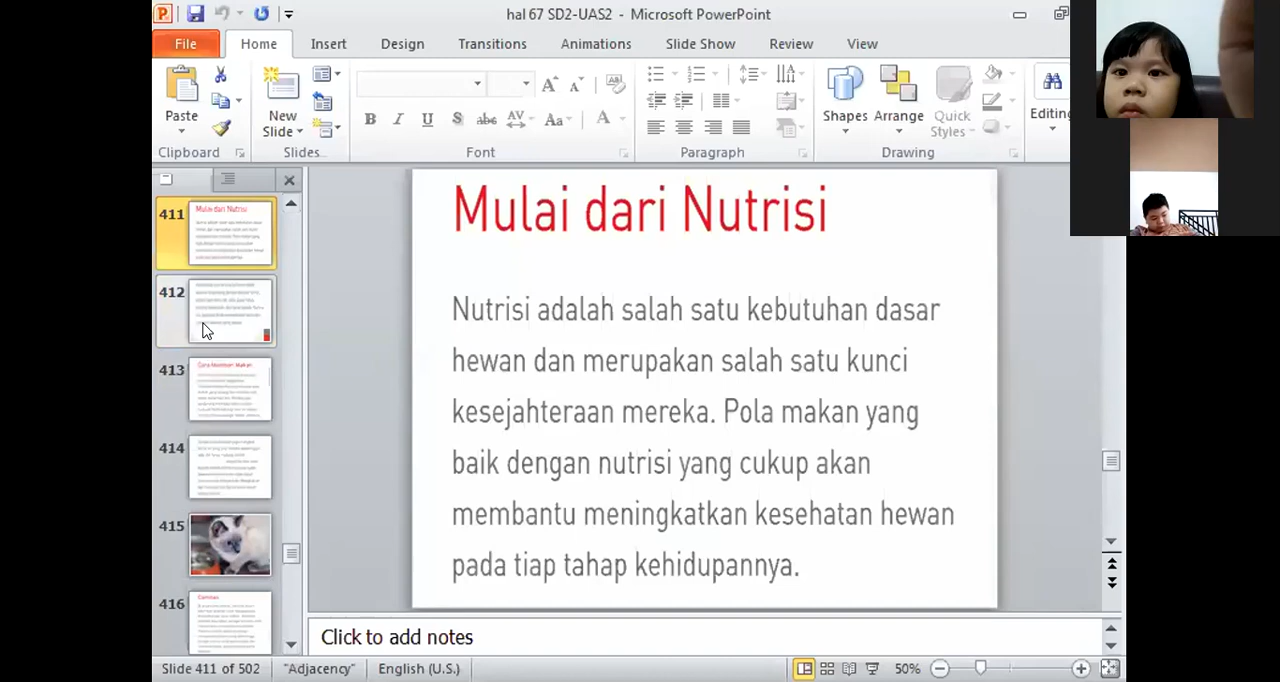 hal 67 SD2-UAS2 - Microsoft PowerPoint
File Home Insert Design Transitions Animations Slide Show Review View
Paste New Slide Shapes Arrange Quick Styles Editing
Clipboard Slides Font Paragraph Drawing
411
Mulai dari Nutrisi
412
413
414
415
416
Mulai dari Nutrisi
Nutrisi adalah salah satu kebutuhan dasar
hewan dan merupakan salah satu kunci
kesejahteraan mereka. Pola makan yang
baik dengan nutrisi yang cukup akan
membantu meningkatkan kesehatan hewan
pada tiap tahap kehidupannya.
Click to add notes
Slide 411 of 502 "Adjacency" English (U.S.) 50%